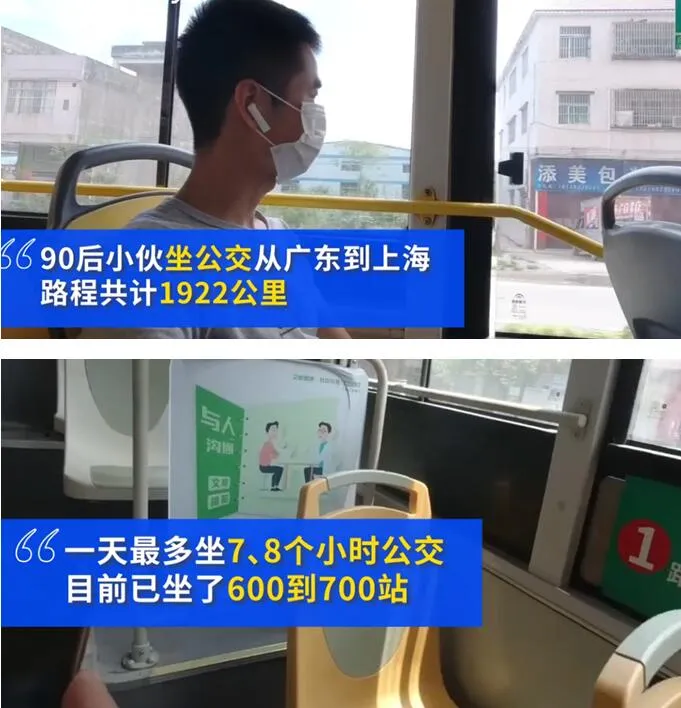 添美包
90后小伙坐公交从广东到上海
路程共计1922公里
与人
沟通
文明
1路
一天最多坐7、8个小时公交
目前已坐了600到700站